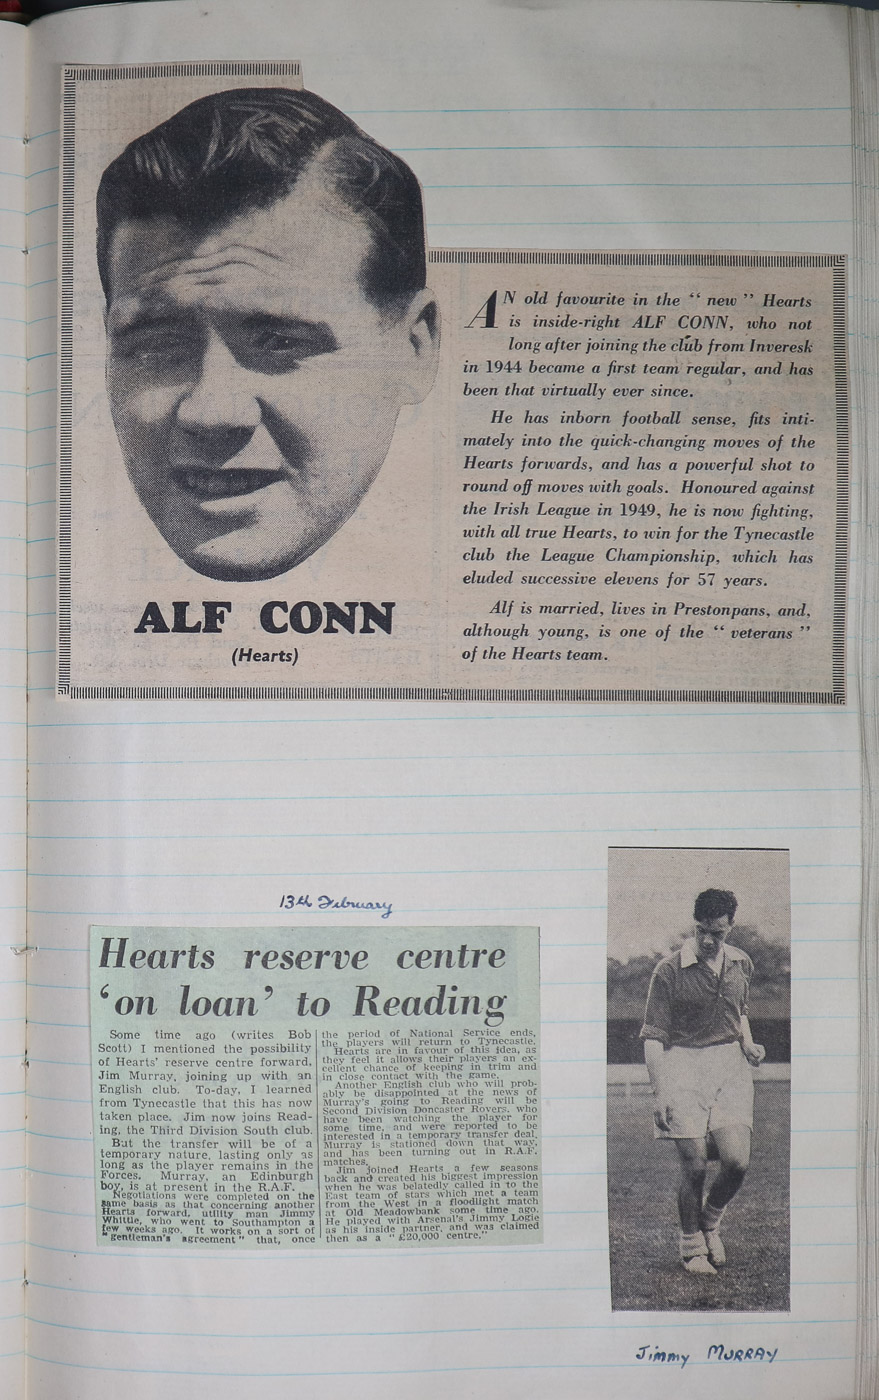 AN old favourite in the “ new ” Hearts
is inside-right ALF CONN, who not
long after joining the club from Inveresk
in 1944 became a first team regular, and has
been that virtually ever since.
He has inborn football sense, fits inti-
mately into the quick-changing moves of the
Hearts forwards, and has a powerful shot to
round off moves with goals. Honoured against
the Irish League in 1949, he is now fighting,
with all true Hearts, to win for the Tynecastle
club the League Championship, which has
eluded successive elevens for 57 years.
Alf is married, lives in Prestonpans, and,
although young, is one of the “ veterans ”
of the Hearts team.
ALF CONN
(Hearts)
13th February
Hearts reserve centre
‘on loan’ to Reading
Some time ago (writes Bob
Scott) I mentioned the possibility
of Hearts' reserve centre forward,
Jim Murray, joining up with an
English club. To-day, I learned
from Tynecastle that this has now
taken place. Jim now joins Read-
ing, the Third Division South club.
But the transfer will be of a
temporary nature, lasting only as
long as the player remains in the
Forces. Murray, an Edinburgh
boy, is at present in the R.A.F.
Negotiations were completed on the
same basis as that concerning another
Hearts forward, utility man Jimmy
Whittle, who went to Southampton a
few weeks ago. It works on a sort of
"gentleman's agreement" that, once
the period of National Service ends,
the players will return to Tynecastle.
Hearts are in favour of this idea, as
they feel it allows their players an ex-
cellent chance of keeping in trim and
in close contact with the game.
Another English club who will prob-
ably be disappointed at the news of
Murray's going to Reading will be
Second Division Doncaster Rovers, who
have been watching the player for
some time, and were reported to be
interested in a temporary transfer deal.
Murray is stationed down that way,
and has been turning out in R.A.F.
matches.
Jim joined Hearts a few seasons
back and created his biggest impression
when he was belatedly called in to the
East team of stars which met a team
from the West in a floodlight match
at Old Meadowbank some time ago.
He played with Arsenal's Jimmy Logie
as his inside partner, and was claimed
then as a "£20,000 centre."
Jimmy MURRAY